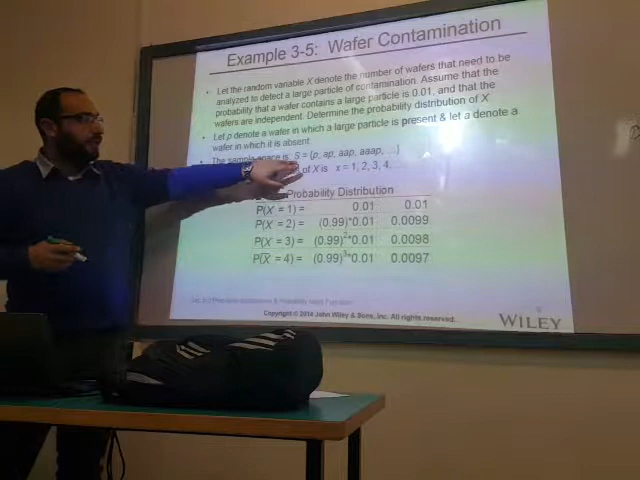 Example 3-5: Wafer Contamination
• Let the random variable X denote the number of wafers that need to be
analyzed to detect a large particle of contamination. Assume that the
probability that a wafer contains a large particle is 0.01, and that the
wafers are independent. Determine the probability distribution of X.
• Let p denote a wafer in which a large particle is present & let a denote a
wafer in which it is absent.
• The sample space is: S = {p, ap, aap, aaap, …}
of X is x = 1, 2, 3, 4,
Probability Distribution
P(X = 1) = 0.01 0.01
P(X = 2) = (0.99)*0.01 0.0099
P(X = 3) = (0.99)²*0.01 0.0098
P(X = 4) = (0.99)³*0.01 0.0097
Copyright © 2014 John Wiley & Sons, Inc. All rights reserved.
WILEY